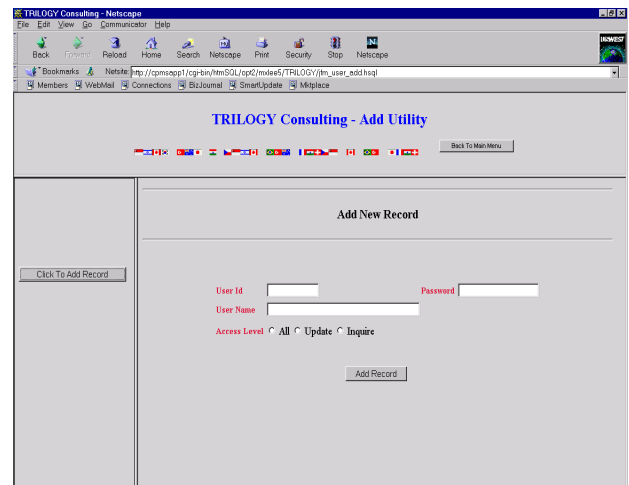 TRILOGY Consulting - Netscape
File Edit View Go Communicator Help
Back Forward Reload Home Search Netscape Print Security Stop Netscape
USWEST
Bookmarks Netsite: http://cpmsapp1/cgi-bin/htmSQL/opt2/mxlee5/TRILOGY/jtm_user_add.hsql
Members WebMail Connections BizJournal SmartUpdate Mktplace
TRILOGY Consulting - Add Utility
Back To Main Menu
Add New Record
Click To Add Record
User Id Password
User Name
Access Level All Update Inquire
Add Record